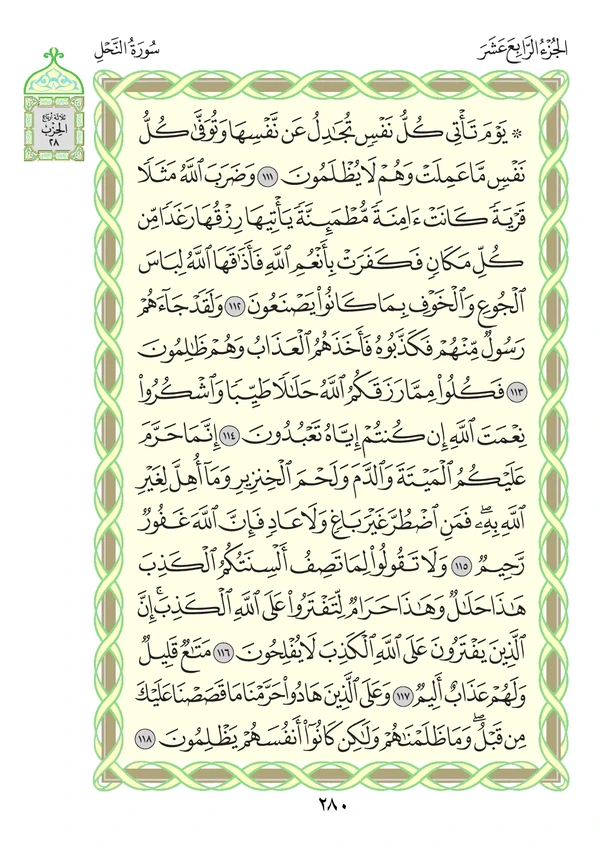 الجُزْءُ الرَّابِعَ عَشَرَ
سُورَةُ النَّحْلِ
ثلاثة أرباع
الحِزْبُ
٢٨
۞ يَوۡمَ تَأۡتِي كُلُّ نَفۡسٖ تُجَٰدِلُ عَن نَّفۡسِهَا وَتُوَفَّىٰ كُلُّ
نَفۡسٖ مَّا عَمِلَتۡ وَهُمۡ لَا يُظۡلَمُونَ ١١١ وَضَرَبَ ٱللَّهُ مَثَلٗا
قَرۡيَةٗ كَانَتۡ ءَامِنَةٗ مُّطۡمَئِنَّةٗ يَأۡتِيهَا رِزۡقُهَا رَغَدٗا مِّن
كُلِّ مَكَانٖ فَكَفَرَتۡ بِأَنۡعُمِ ٱللَّهِ فَأَذَٰقَهَا ٱللَّهُ لِبَاسَ
ٱلۡجُوعِ وَٱلۡخَوۡفِ بِمَا كَانُواْ يَصۡنَعُونَ ١١٢ وَلَقَدۡ جَآءَهُمۡ
رَسُولٞ مِّنۡهُمۡ فَكَذَّبُوهُ فَأَخَذَهُمُ ٱلۡعَذَابُ وَهُمۡ ظَٰلِمُونَ
١١٣ فَكُلُواْ مِمَّا رَزَقَكُمُ ٱللَّهُ حَلَٰلٗا طَيِّبٗا وَٱشۡكُرُواْ
نِعۡمَتَ ٱللَّهِ إِن كُنتُمۡ إِيَّاهُ تَعۡبُدُونَ ١١٤ إِنَّمَا حَرَّمَ
عَلَيۡكُمُ ٱلۡمَيۡتَةَ وَٱلدَّمَ وَلَحۡمَ ٱلۡخِنزِيرِ وَمَآ أُهِلَّ لِغَيۡرِ
ٱللَّهِ بِهِۦۖ فَمَنِ ٱضۡطُرَّ غَيۡرَ بَاغٖ وَلَا عَادٖ فَإِنَّ ٱللَّهَ غَفُورٞ
رَّحِيمٞ ١١٥ وَلَا تَقُولُواْ لِمَا تَصِفُ أَلۡسِنَتُكُمُ ٱلۡكَذِبَ
هَٰذَا حَلَٰلٞ وَهَٰذَا حَرَامٞ لِّتَفۡتَرُواْ عَلَى ٱللَّهِ ٱلۡكَذِبَۚ إِنَّ
ٱلَّذِينَ يَفۡتَرُونَ عَلَى ٱللَّهِ ٱلۡكَذِبَ لَا يُفۡلِحُونَ ١١٦ مَتَٰعٞ قَلِيلٞ
وَلَهُمۡ عَذَابٌ أَلِيمٞ ١١٧ وَعَلَى ٱلَّذِينَ هَادُواْ حَرَّمۡنَا مَا قَصَصۡنَا عَلَيۡكَ
مِن قَبۡلُۖ وَمَا ظَلَمۡنَٰهُمۡ وَلَٰكِن كَانُوٓاْ أَنفُسَهُمۡ يَظۡلِمُونَ ١١٨
٢٨٠